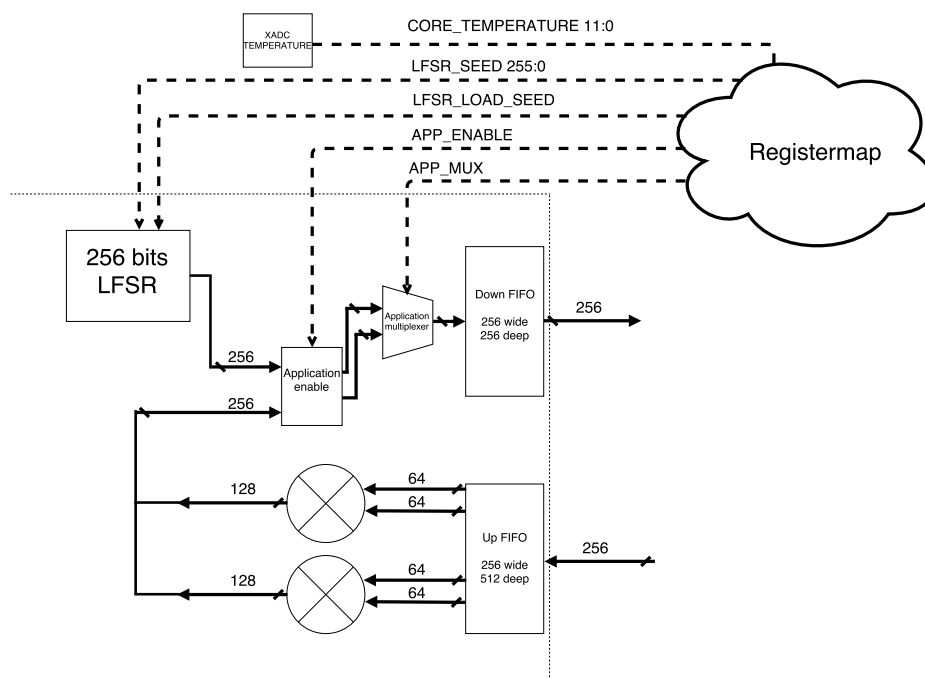 XADC
TEMPERATURE
CORE_TEMPERATURE 11:0
LFSR_SEED 255:0
LFSR_LOAD_SEED
APP_ENABLE
APP_MUX
Registermap
256 bits
LFSR
Application
multiplexer
Down FIFO
256 wide
256 deep
256
256
Application
enable
256
128
64
64
Up FIFO
256 wide
512 deep
256
128
64
64